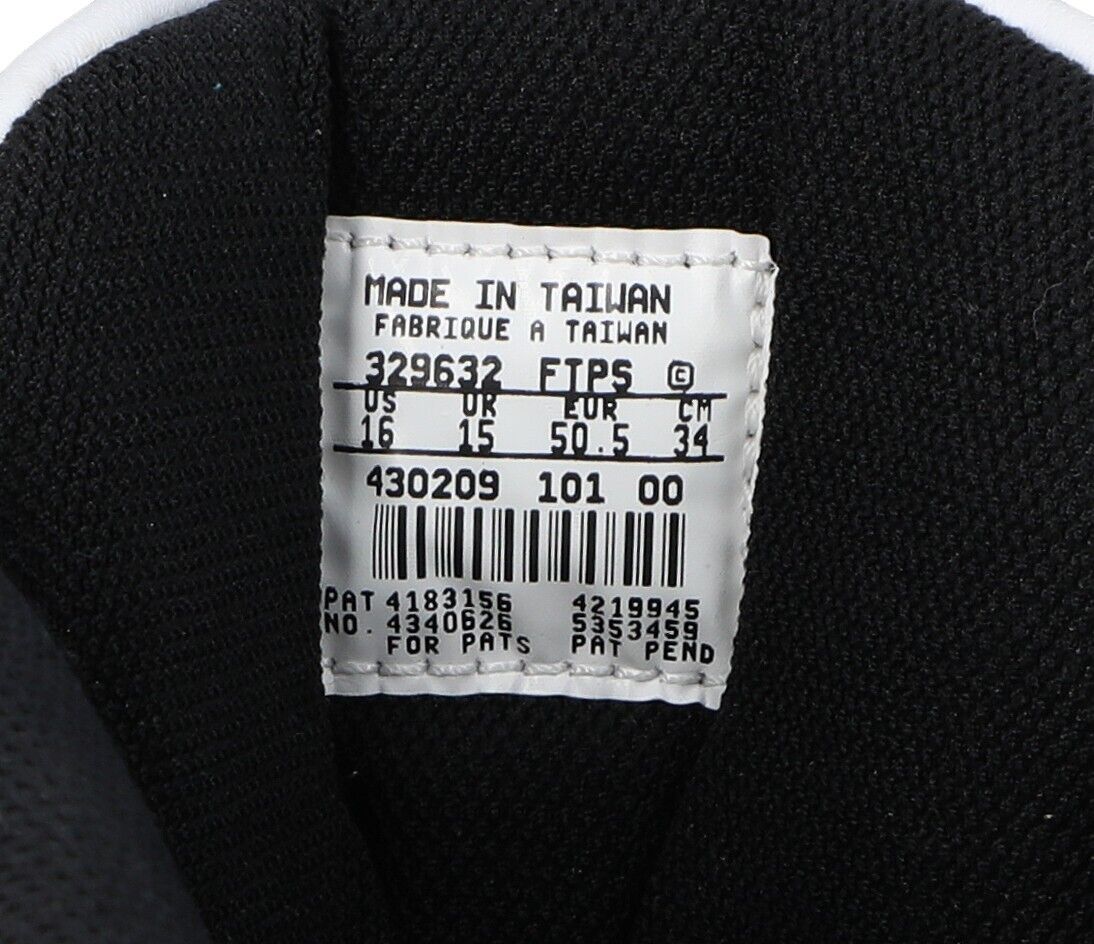 MADE IN TAIWAN
FABRIQUE A TAIWAN
329632 FTPS ©
US UK EUR CM
16 15 50.5 34
430209 101 00
PAT 4183156 4219945
NO. 4340626 5353459
FOR PATS PAT PEND